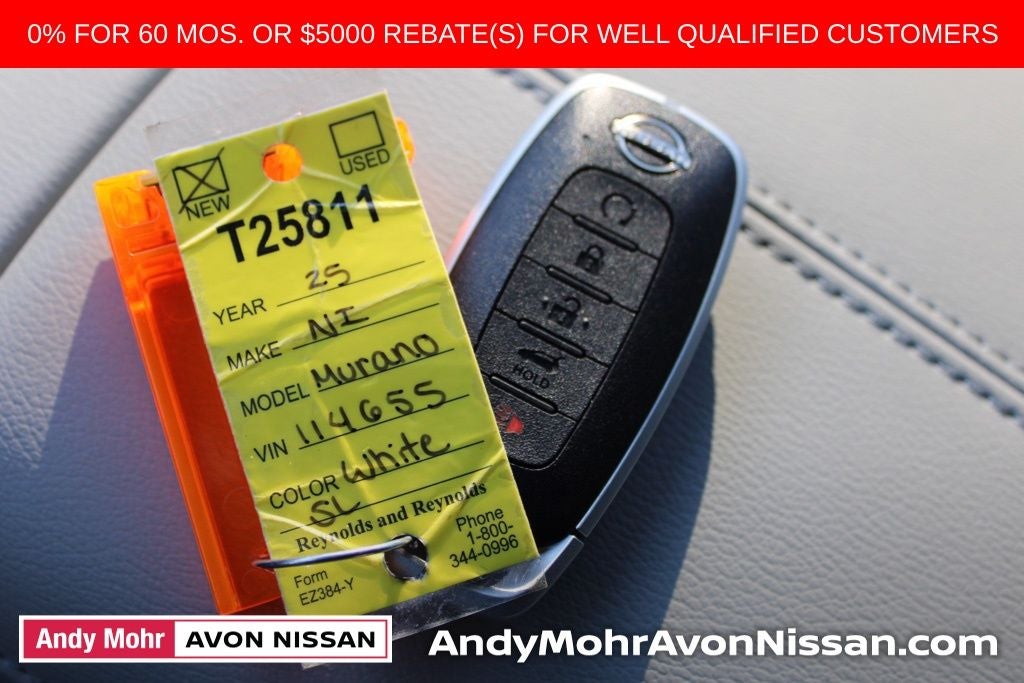 0% FOR 60 MOS. OR $5000 REBATE(S) FOR WELL QUALIFIED CUSTOMERS
NEW
USED
T25811
YEAR 25
MAKE NI
MODEL Murano
VIN 114655
COLOR White
SL
Reynolds and Reynolds
Form
EZ384-Y
Phone
1-800-
344-0996
HOLD
Andy Mohr AVON NISSAN
AndyMohrAvonNissan.com